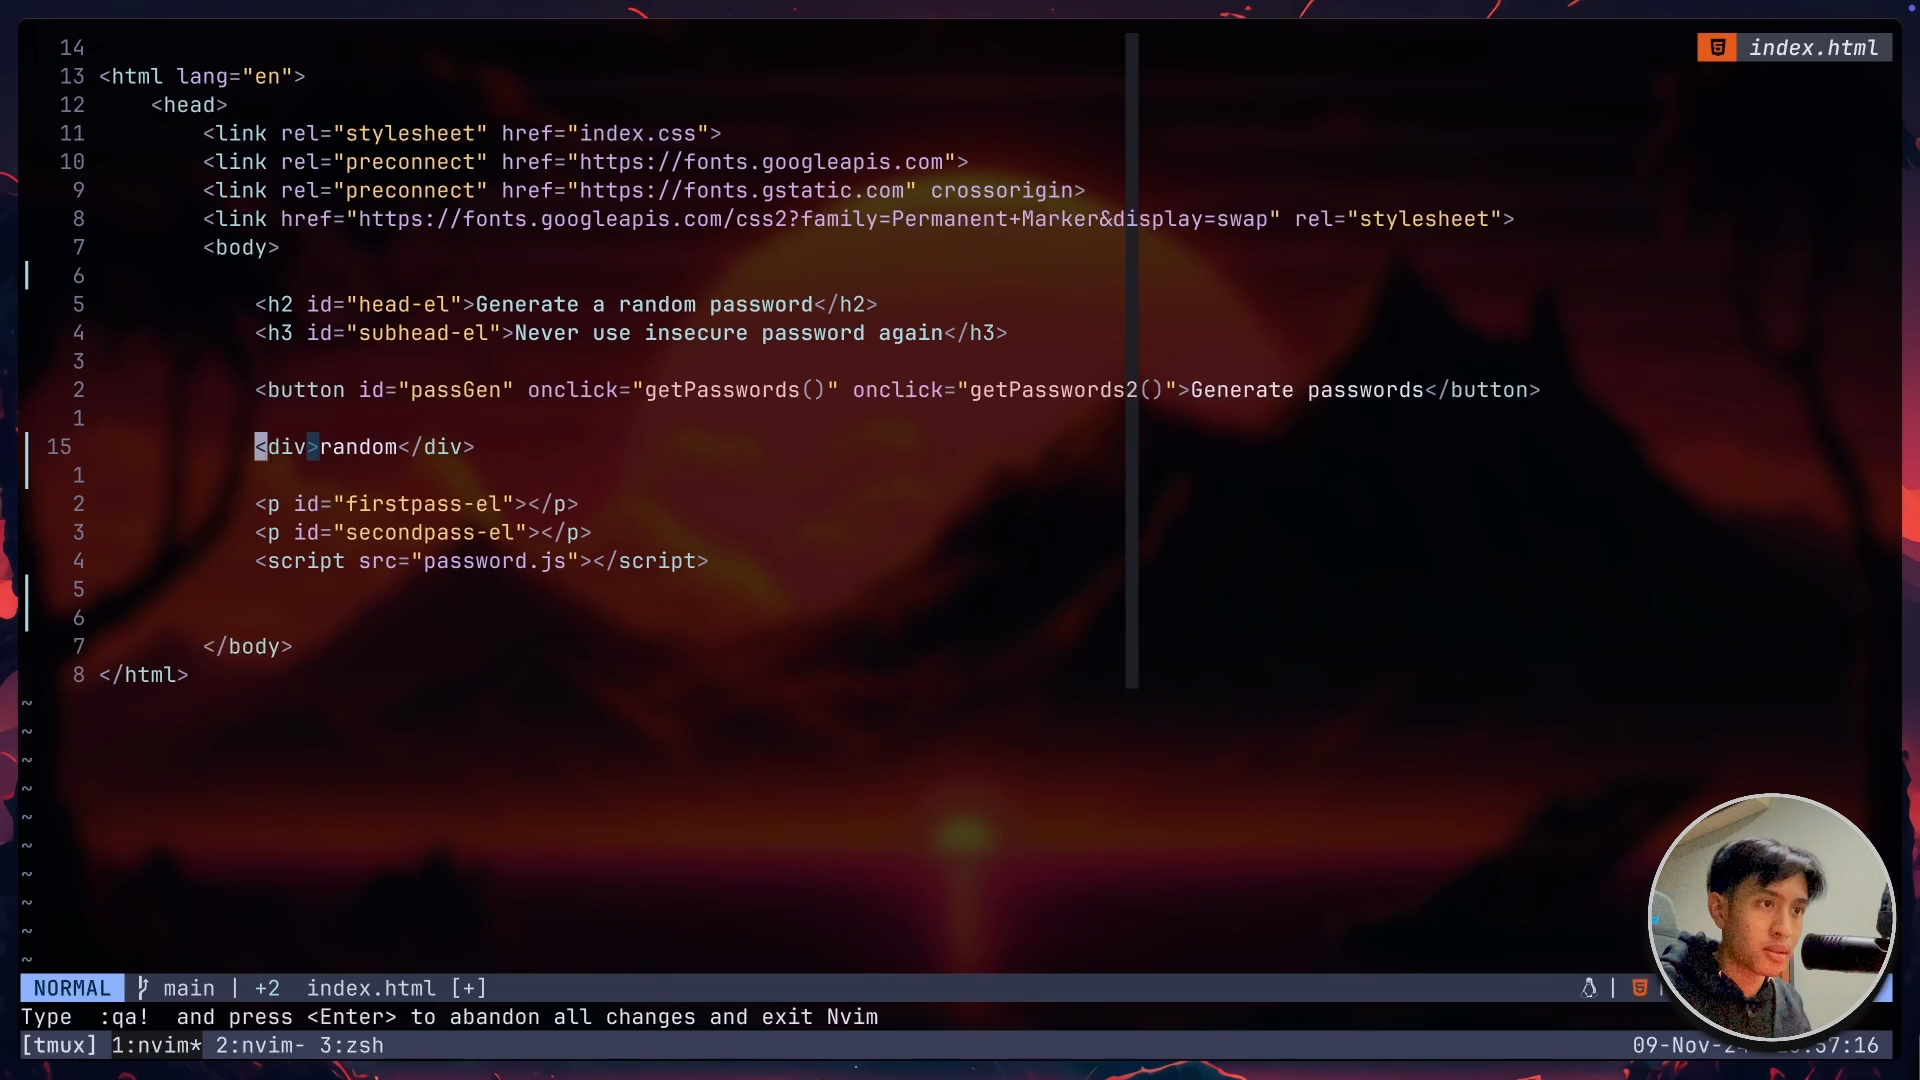 14
index.html
13 <html lang="en">
12 <head>
11 <link rel="stylesheet" href="index.css">
10 <link rel="preconnect" href="https://fonts.googleapis.com">
9 <link rel="preconnect" href="https://fonts.gstatic.com" crossorigin>
8 <link href="https://fonts.googleapis.com/css2?family=Permanent+Marker&display=swap" rel="stylesheet">
7 <body>
6
5 <h2 id="head-el">Generate a random password</h2>
4 <h3 id="subhead-el">Never use insecure password again</h3>
3
2 <button id="passGen" onclick="getPasswords()" onclick="getPasswords2()">Generate passwords</button>
1
15 <div>random</div>
1
2 <p id="firstpass-el"></p>
3 <p id="secondpass-el"></p>
4 <script src="password.js"></script>
5
6
7 </body>
8 </html>
~
~
~
~
~
~
~
~
~
~
NORMAL main | +2 index.html [+] |
Type :qa! and press <Enter> to abandon all changes and exit Nvim
[tmux] 1:nvim* 2:nvim- 3:zsh 09-Nov-